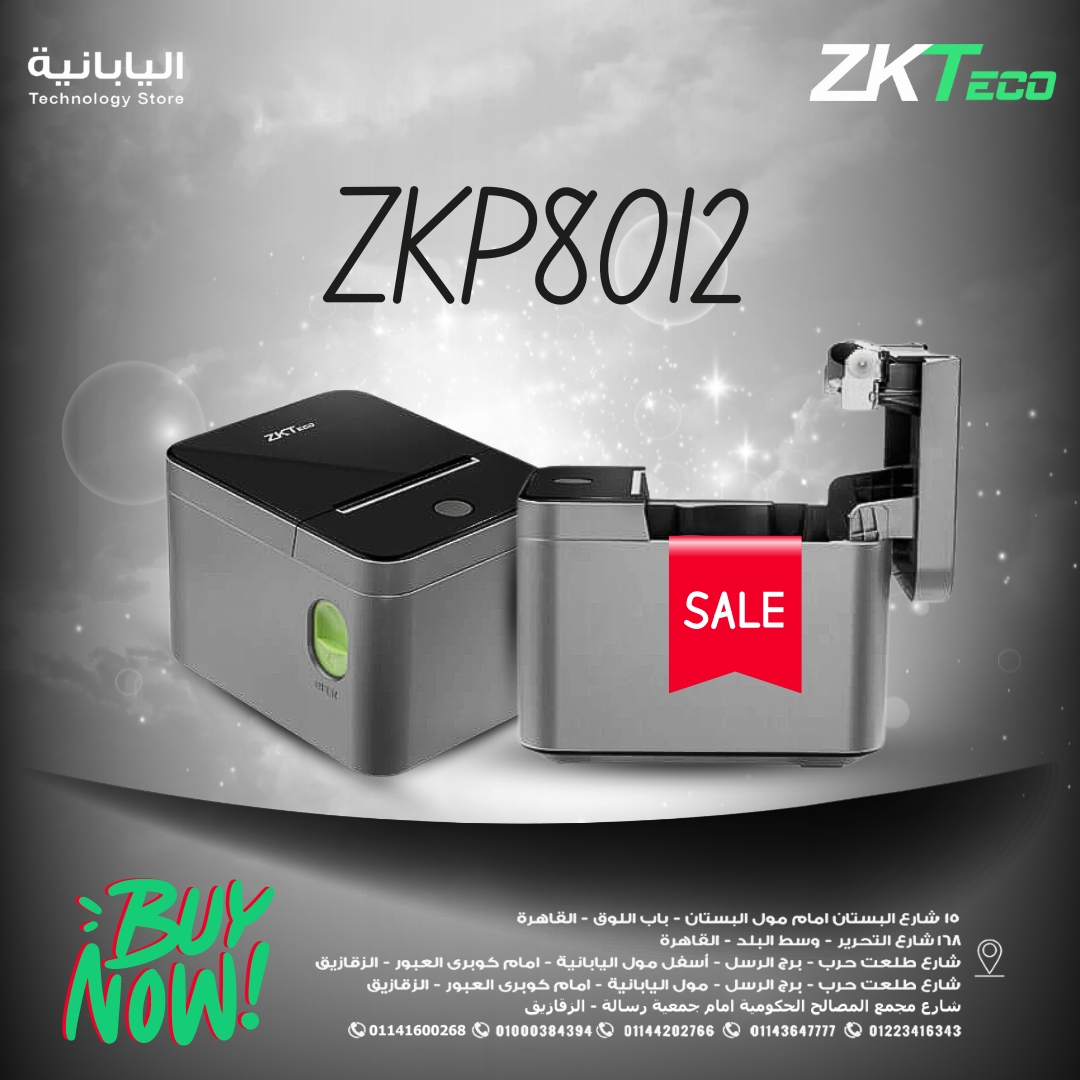 اليابانية
Technology Store
ZKTECO
ZKP8012
ZKTECO
OPEN
SALE
BUY
NOW!
١٥ شارع البستان امام مول البستان - باب اللوق - القاهرة
١٦٨ شارع التحرير - وسط البلد - القاهرة
شارع طلعت حرب - برج الرسل - أسفل مول اليابانية - امام كوبرى العبور - الزقازيق
شارع طلعت حرب - برج الرسل - مول اليابانية - امام كوبرى العبور - الزقازيق
شارع مجمع المصالح الحكومية امام جمعية رسالة - الزقازيق
01141600268 01000384394 01144202766 01143647777 01223416343